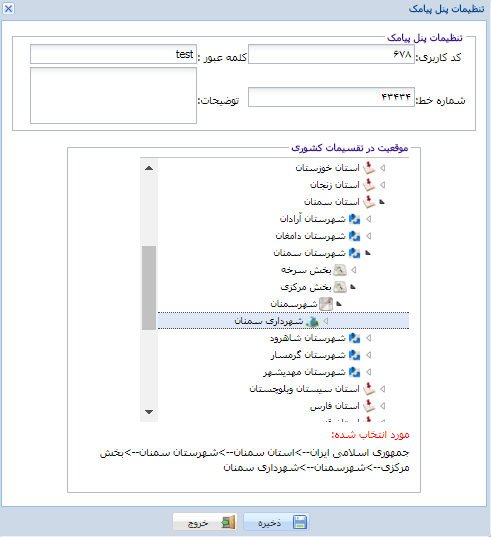 تنظیمات پنل پیامک
تنظیمات پنل پیامک
کد کاربری: ۶۷۸ کلمه عبور : test
شماره خط: ۴۳۴۳۴ توضیحات:
موقعیت در تقسیمات کشوری
استان خوزستان
استان زنجان
استان سمنان
شهرستان آرادان
شهرستان دامغان
شهرستان سمنان
بخش سرخه
بخش مرکزی
شهرسمنان
شهرداری سمنان
شهرستان شاهرود
شهرستان گرمسار
شهرستان مهدیشهر
استان سیستان وبلوچستان
استان فارس
مورد انتخاب شده:
جمهوری اسلامی ایران-->استان سمنان-->شهرستان سمنان-->بخش
مرکزی-->شهرسمنان-->شهرداری سمنان
ذخیره خروج